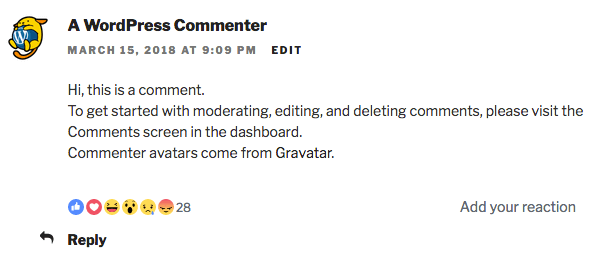 A WordPress Commenter
MARCH 15, 2018 AT 9:09 PM EDIT
Hi, this is a comment.
To get started with moderating, editing, and deleting comments, please visit the
Comments screen in the dashboard.
Commenter avatars come from Gravatar.
28 Add your reaction
Reply